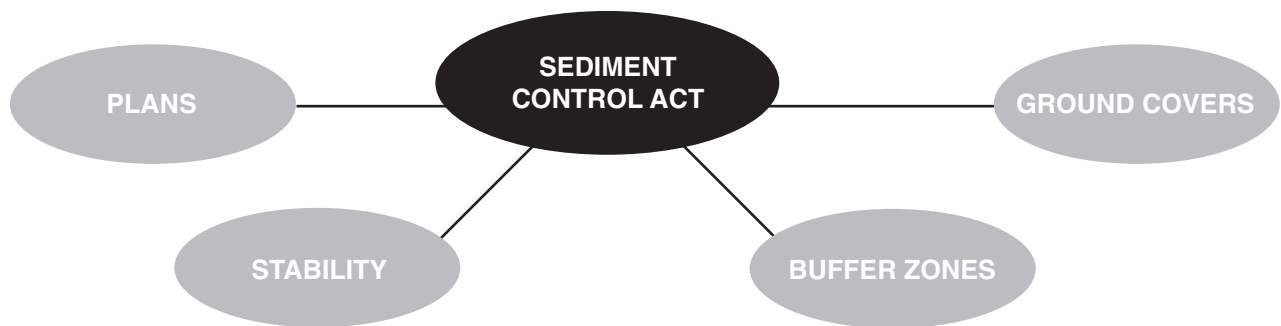 SEDIMENT
CONTROL ACT
PLANS
GROUND COVERS
STABILITY
BUFFER ZONES